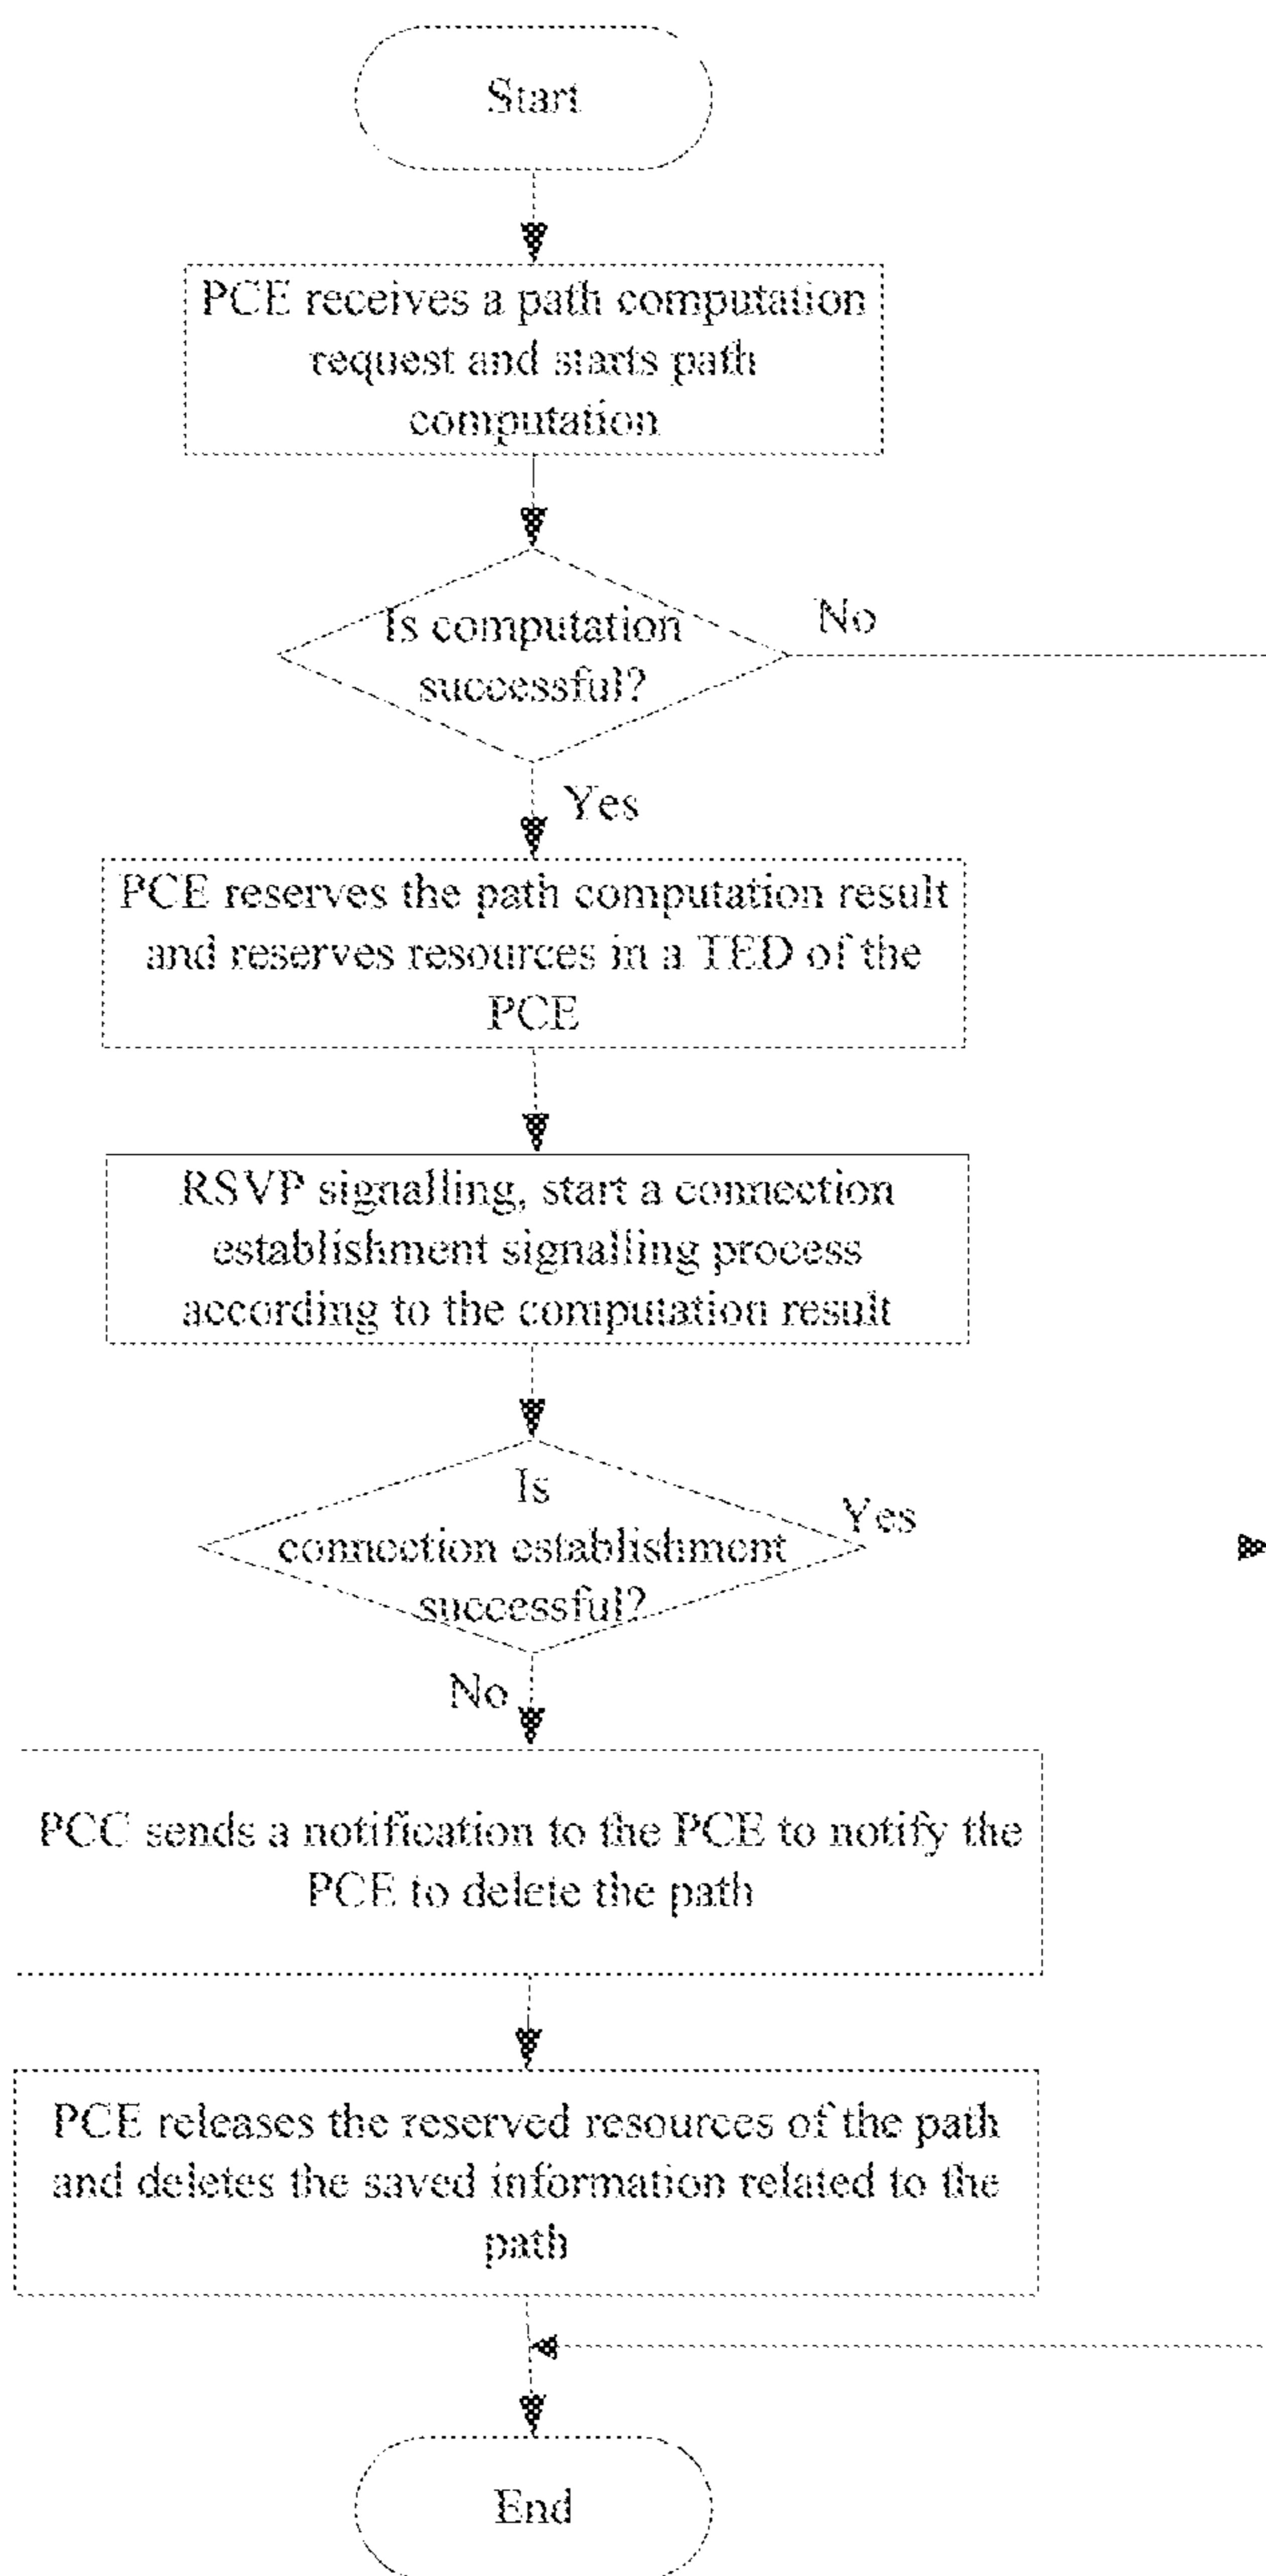 Start
PCE receives a path computation
request and starts path
computation
Is computation
successful?
No
Yes
PCE reserves the path computation result
and reserves resources in a TED of the
PCE
RSVP signalling, start a connection
establishment signalling process
according to the computation result
Is
connection establishment
successful?
Yes
No
PCC sends a notification to the PCE to notify the
PCE to delete the path
PCE releases the reserved resources of the path
and deletes the saved information related to the
path
End